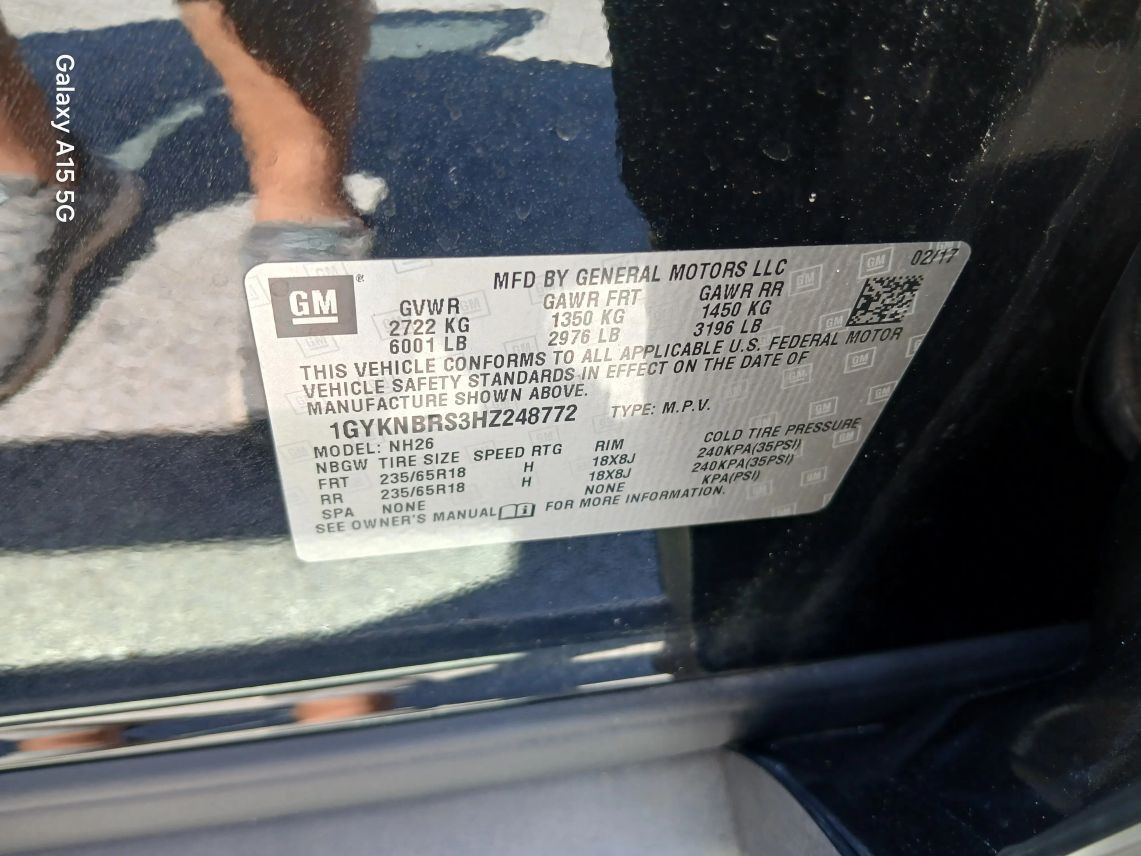 Galaxy A15 5G
GM ®
MFD BY GENERAL MOTORS LLC 02/17
GVWR GAWR FRT GAWR RR
2722 KG 1350 KG 1450 KG
6001 LB 2976 LB 3196 LB
THIS VEHICLE CONFORMS TO ALL APPLICABLE U.S. FEDERAL MOTOR
VEHICLE SAFETY STANDARDS IN EFFECT ON THE DATE OF
MANUFACTURE SHOWN ABOVE.
1GYKNBRS3HZ248772 TYPE: M.P.V.
MODEL: NH26
NBGW TIRE SIZE SPEED RTG RIM COLD TIRE PRESSURE
FRT 235/65R18 H 18X8J 240KPA(35PSI)
RR 235/65R18 H 18X8J 240KPA(35PSI)
SPA NONE NONE KPA(PSI)
SEE OWNER'S MANUAL FOR MORE INFORMATION.